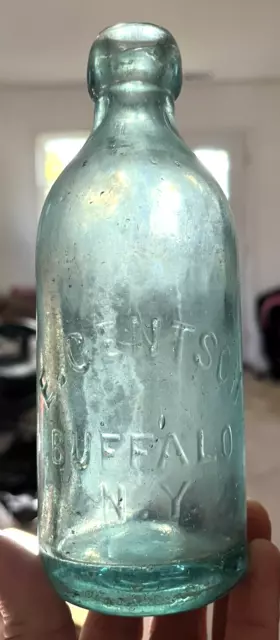 E. GENTSCH
BUFFALO
N.Y.